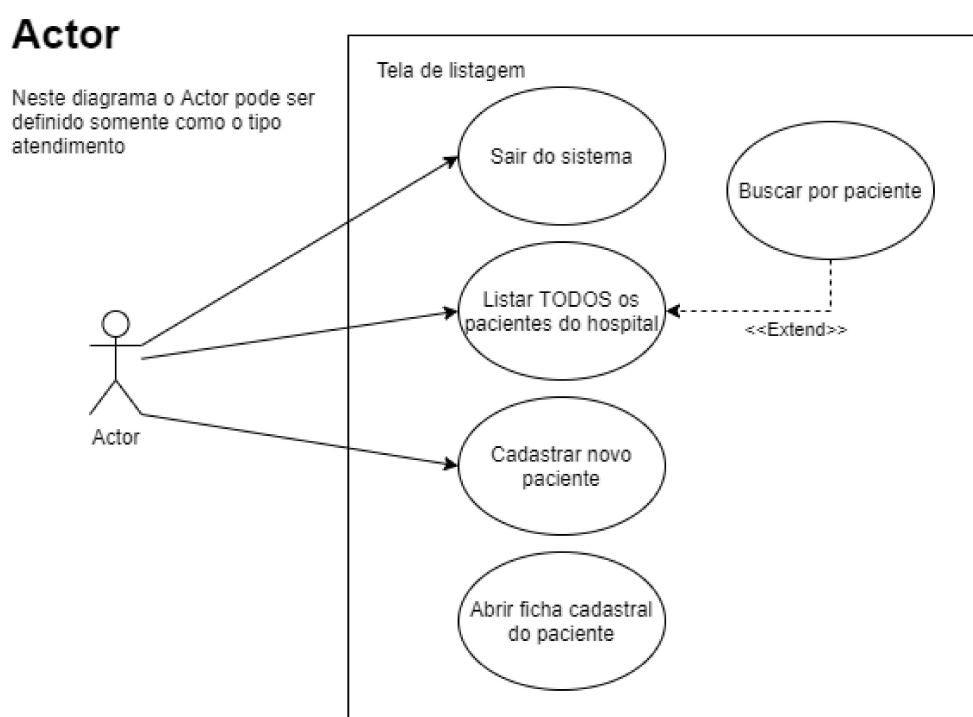 Actor
Neste diagrama o Actor pode ser
definido somente como o tipo
atendimento
Tela de listagem
Sair do sistema
Buscar por paciente
Listar TODOS os
pacientes do hospital
<<Extend>>
Actor
Cadastrar novo
paciente
Abrir ficha cadastral
do paciente